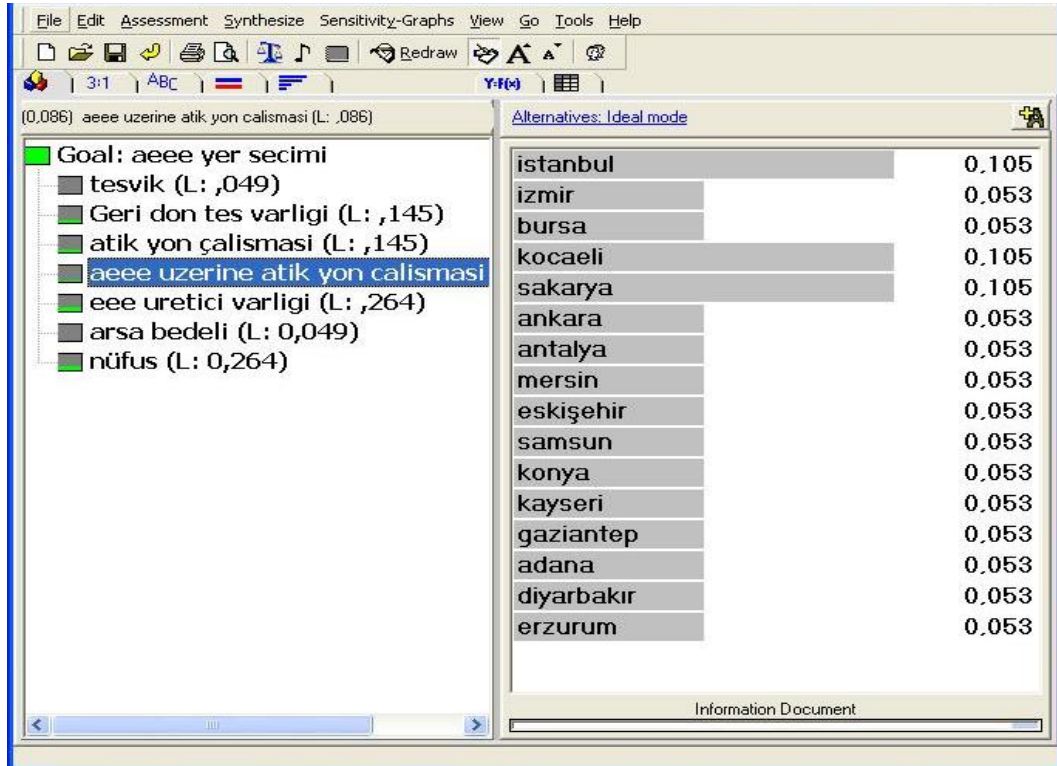 File Edit Assessment Synthesize Sensitivity-Graphs View Go Tools Help
Redraw A A
3:1 ABC Y=F(x)
(0,086) aeee uzerine atik yon calismasi (L: ,086)
Alternatives: Ideal mode
Goal: aeee yer secimi
tesvik (L: ,049)
Geri don tes varligi (L: ,145)
atik yon çalismasi (L: ,145)
aeee uzerine atik yon calismasi
eee uretici varligi (L: ,264)
arsa bedeli (L: 0,049)
nüfus (L: 0,264)
istanbul 0,105
izmir 0,053
bursa 0,053
kocaeli 0,105
sakarya 0,105
ankara 0,053
antalya 0,053
mersin 0,053
eskişehir 0,053
samsun 0,053
konya 0,053
kayseri 0,053
gaziantep 0,053
adana 0,053
diyarbakır 0,053
erzurum 0,053
Information Document